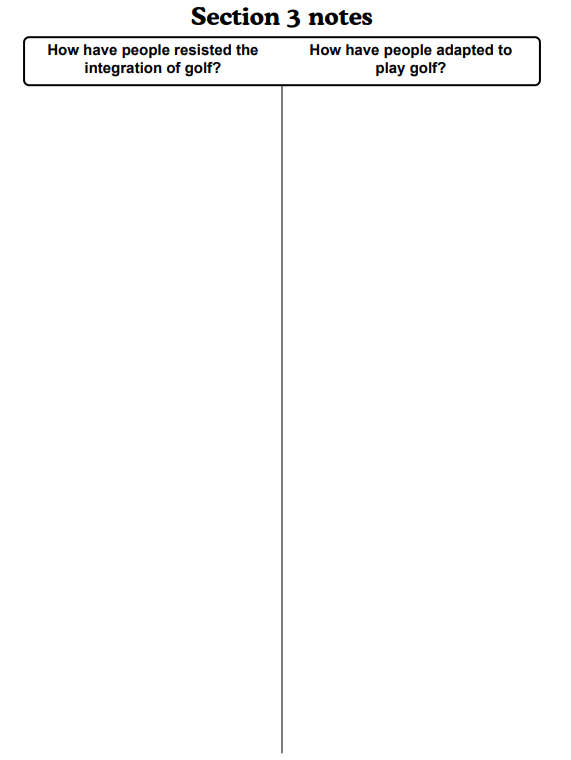 Section 3 notes
How have people resisted the
integration of golf?
How have people adapted to
play golf?